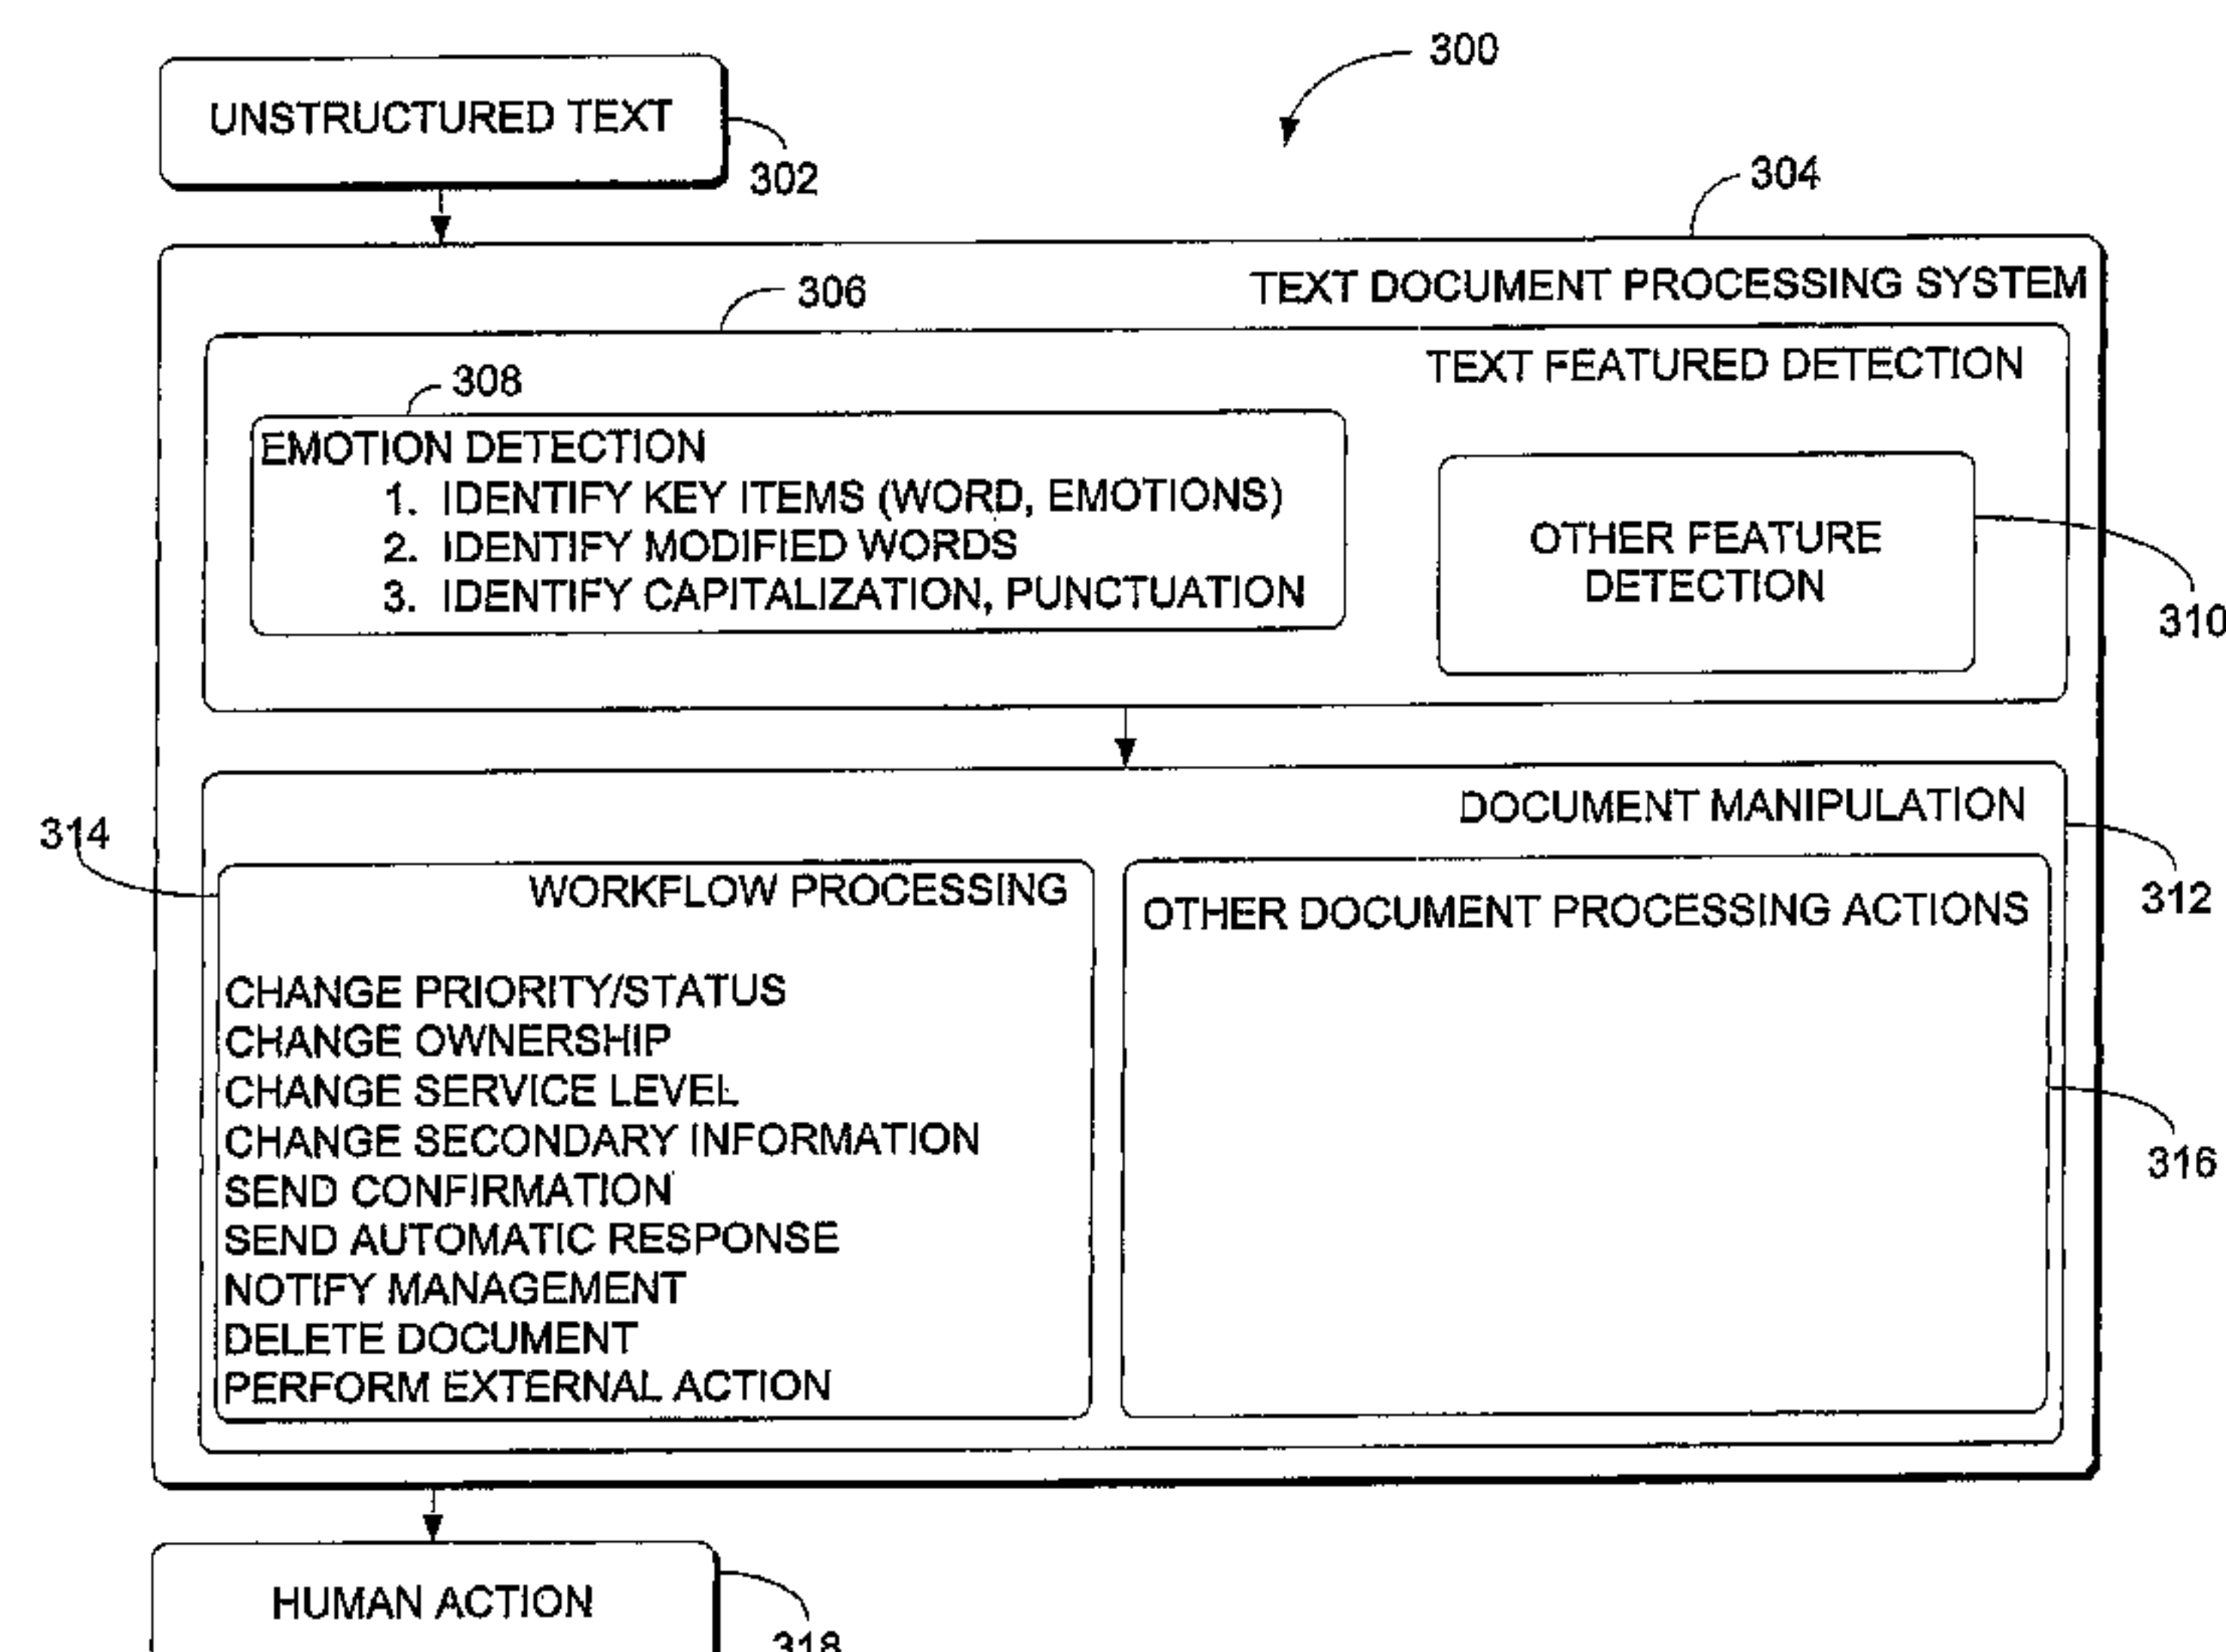 300
UNSTRUCTURED TEXT
302
304
TEXT DOCUMENT PROCESSING SYSTEM
306
TEXT FEATURED DETECTION
308
EMOTION DETECTION
1. IDENTIFY KEY ITEMS (WORD, EMOTIONS)
2. IDENTIFY MODIFIED WORDS
3. IDENTIFY CAPITALIZATION, PUNCTUATION
OTHER FEATURE
DETECTION
310
DOCUMENT MANIPULATION
312
314
WORKFLOW PROCESSING
CHANGE PRIORITY/STATUS
CHANGE OWNERSHIP
CHANGE SERVICE LEVEL
CHANGE SECONDARY INFORMATION
SEND CONFIRMATION
SEND AUTOMATIC RESPONSE
NOTIFY MANAGEMENT
DELETE DOCUMENT
PERFORM EXTERNAL ACTION
OTHER DOCUMENT PROCESSING ACTIONS
316
HUMAN ACTION
318